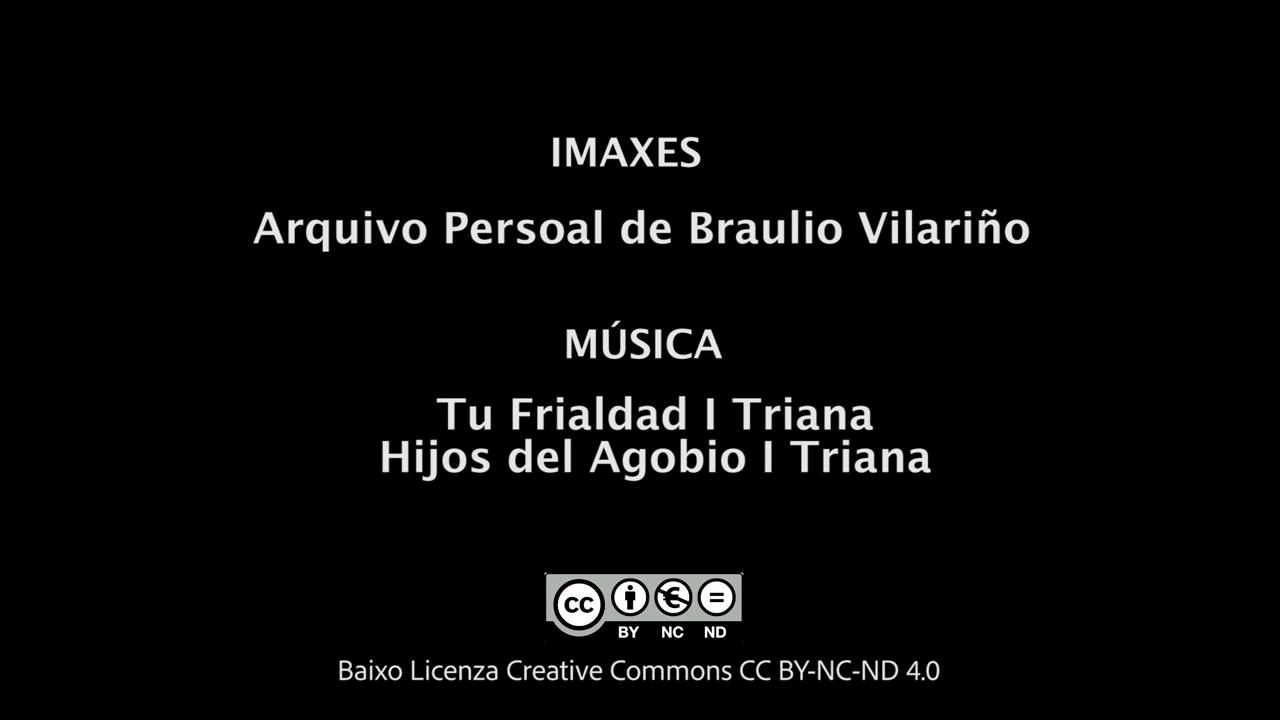 IMAXES
Arquivo Persoal de Braulio Vilariño
MÚSICA
Tu Frialdad I Triana
Hijos del Agobio I Triana
cc BY NC ND
Baixo Licenza Creative Commons CC BY-NC-ND 4.0